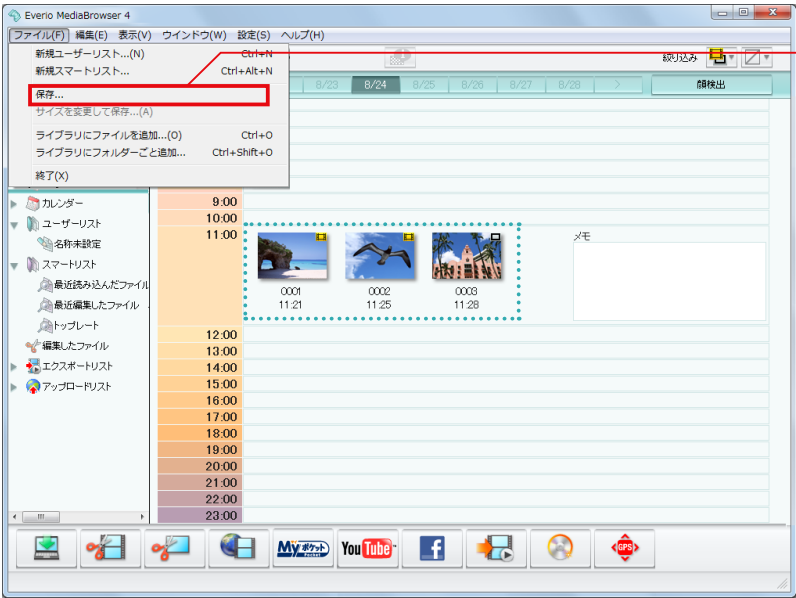 Everio MediaBrowser 4
ファイル(F) 編集(E) 表示(V) ウインドウ(W) 設定(S) ヘルプ(H)
新規ユーザーリスト...(N) Ctrl+N
新規スマートリスト... Ctrl+Alt+N
保存...
サイズを変更して保存...(A)
ライブラリにファイルを追加...(O) Ctrl+O
ライブラリにフォルダーごと追加... Ctrl+Shift+O
終了(X)
絞り込み
8/23 8/24 8/25 8/26 8/27 8/28 >
顔検出
カレンダー
ユーザーリスト
名称未設定
スマートリスト
最近読み込んだファイル
最近編集したファイル
トップレート
編集したファイル
エクスポートリスト
アップロードリスト
9:00
10:00
11:00
0001
11:21
0002
11:25
0003
11:28
メモ
12:00
13:00
14:00
15:00
16:00
17:00
18:00
19:00
20:00
21:00
22:00
23:00
Myポケット
Pocket
YouTube
f
GPS